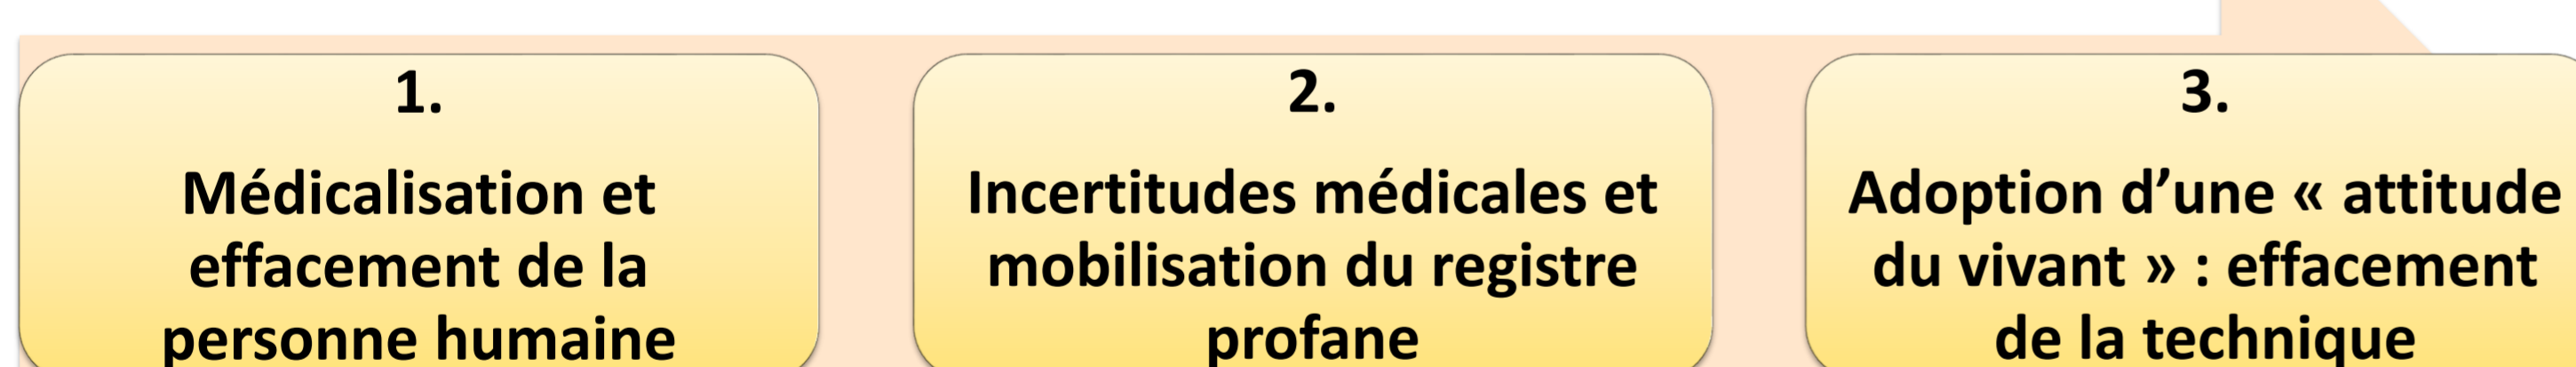 1.
Médicalisation et
effacement de la
personne humaine
2.
Incertitudes médicales et
mobilisation du registre
profane
3.
Adoption d’une « attitude
du vivant » : effacement
de la technique